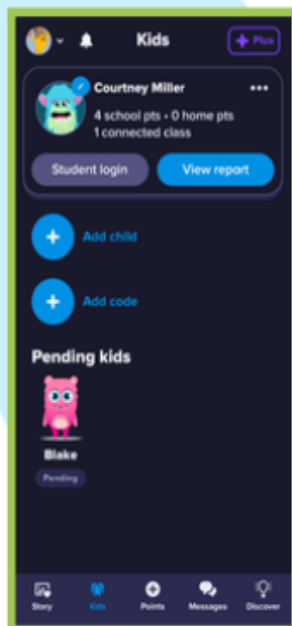 Kids
Plus
Courtney Miller
4 school pts • 0 home pts
1 connected class
Student login
View report
Add child
Add code
Pending kids
Blake
Pending
Story
Kids
Points
Messages
Discover